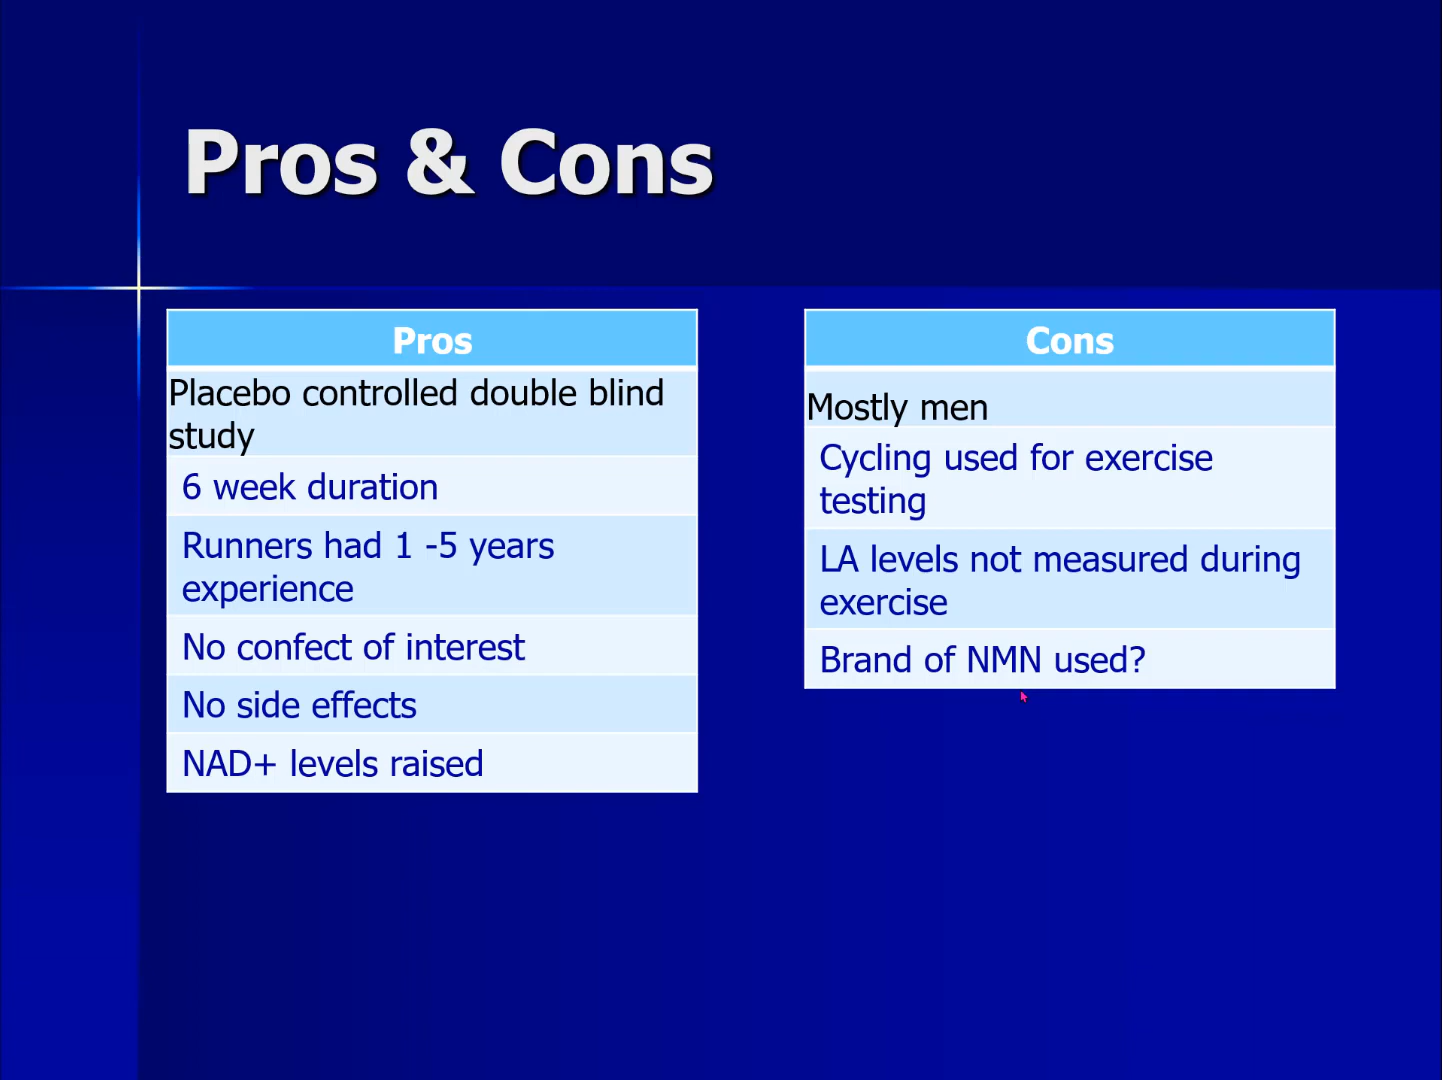 Pros & Cons
Pros
Placebo controlled double blind
study
6 week duration
Runners had 1 -5 years
experience
No confect of interest
No side effects
NAD+ levels raised
Cons
Mostly men
Cycling used for exercise
testing
LA levels not measured during
exercise
Brand of NMN used?